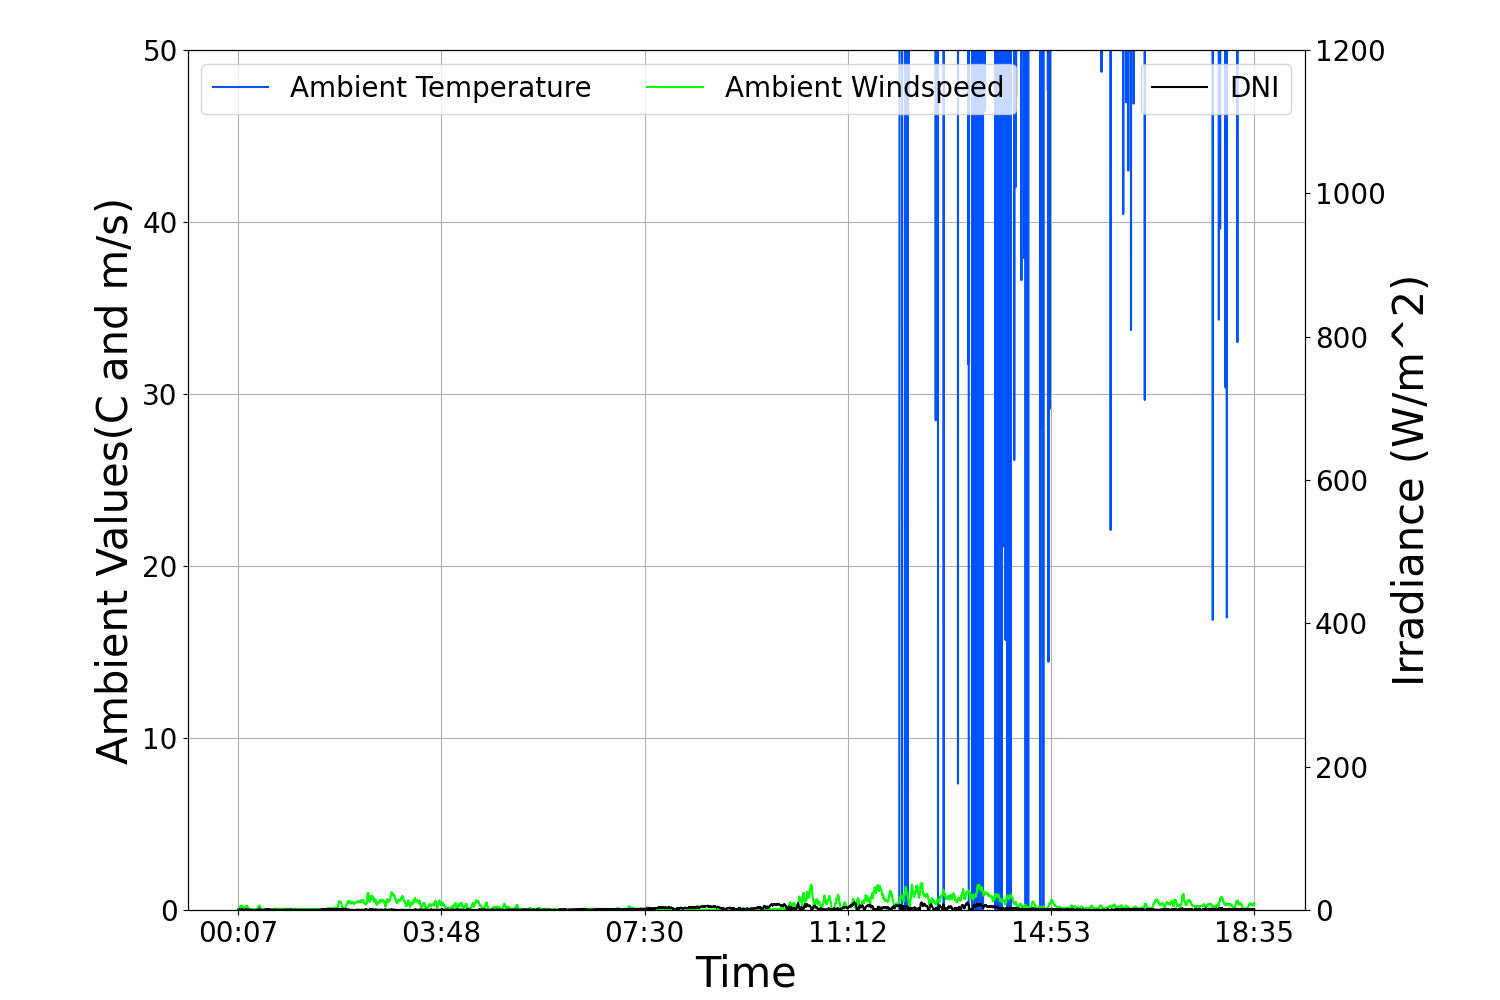 Ambient Temperature Ambient Windspeed DNI
50
40
30
20
10
0
Ambient Values(C and m/s)
1200
1000
800
600
400
200
0
Irradiance (W/m^2)
00:07 03:48 07:30 11:12 14:53 18:35
Time